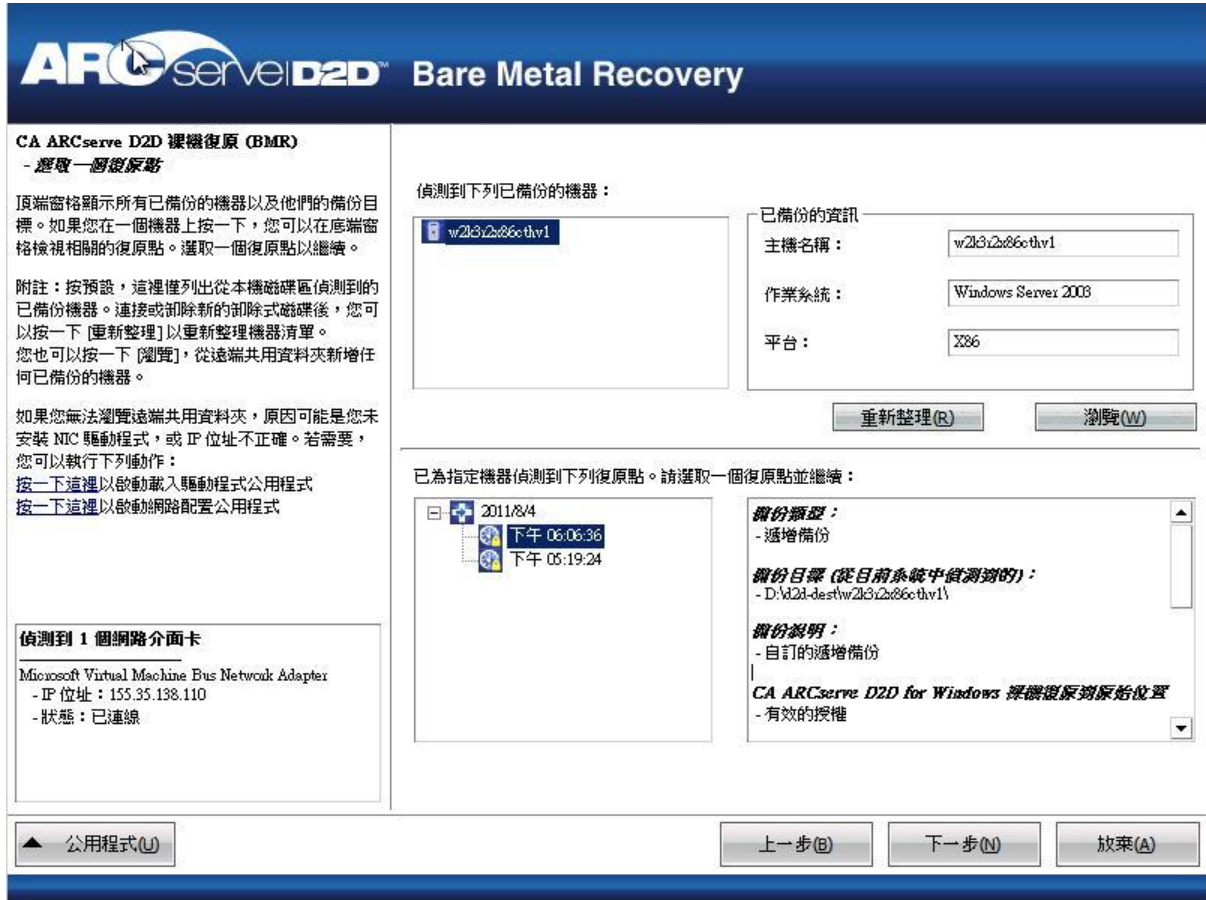 ARCserve D2D™ Bare Metal Recovery
CA ARCserve D2D 裸機復原 (BMR)
- 選取一個復原點
頂端窗格顯示所有已備份的機器以及他們的備份目
標。如果您在一個機器上按一下，您可以在底端窗
格檢視相關的復原點。選取一個復原點以繼續。
附註：按預設，這裡僅列出從本機磁碟區偵測到的
已備份機器。連接或卸除新的卸除式磁碟後，您可
以按一下 [重新整理] 以重新整理機器清單。
您也可以按一下 [瀏覽]，從遠端共用資料夾新增任
何已備份的機器。
如果您無法瀏覽遠端共用資料夾，原因可能是您未
安裝 NIC 驅動程式，或 IP 位址不正確。若需要，
您可以執行下列動作：
按一下這裡以啟動載入驅動程式公用程式
按一下這裡以啟動網路配置公用程式
偵測到 1 個網路介面卡
Microsoft Virtual Machine Bus Network Adapter
- IP 位址：155.35.138.110
- 狀態：已連線
偵測到下列已備份的機器：
w2k3r2x86cthv1
已備份的資訊
主機名稱：
w2k3r2x86cthv1
作業系統：
Windows Server 2003
平台：
X86
重新整理(R)
瀏覽(W)
已為指定機器偵測到下列復原點。請選取一個復原點並繼續：
2011/8/4
下午 06:06:36
下午 05:19:24
備份類型：
- 遞增備份
備份目標 (從目前系統中偵測到的)：
- D:\d2d-dest\w2k3r2x86cthv1\
備份說明：
- 自訂的遞增備份
CA ARCserve D2D for Windows 裸機復原到原始位置
- 有效的授權
公用程式(U)
上一步(B)
下一步(N)
放棄(A)